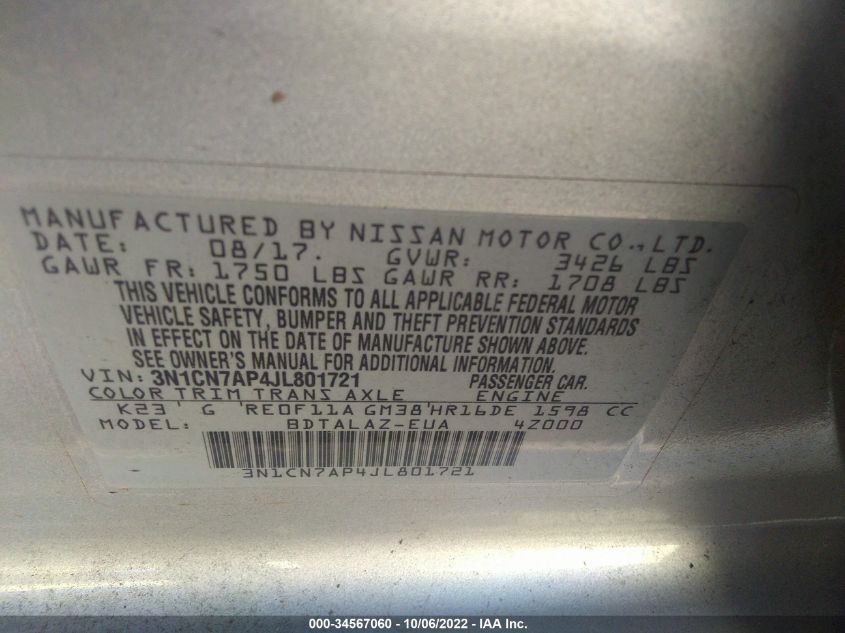 MANUFACTURED BY NISSAN MOTOR CO.,LTD.
DATE: 08/17. GVWR: 3426 LBS
GAWR FR: 1750 LBS GAWR RR: 1708 LBS
THIS VEHICLE CONFORMS TO ALL APPLICABLE FEDERAL MOTOR
VEHICLE SAFETY, BUMPER AND THEFT PREVENTION STANDARDS
IN EFFECT ON THE DATE OF MANUFACTURE SHOWN ABOVE.
SEE OWNER'S MANUAL FOR ADDITIONAL INFORMATION.
VIN: 3N1CN7AP4JL801721 PASSENGER CAR.
COLOR TRIM TRANS AXLE ENGINE
K23 G RE0F11A GM38 HR16DE 1598 CC
MODEL: BDTALAZ-EUA 4Z000
3N1CN7AP4JL801721
000-34567060 - 10/06/2022 - IAA Inc.